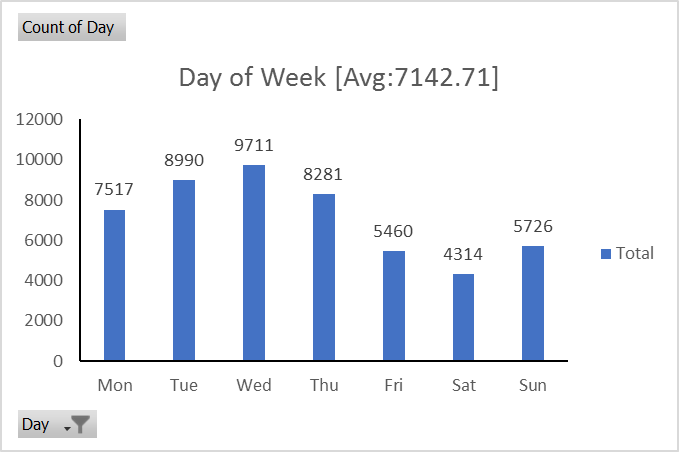 Count of Day
Day of Week [Avg:7142.71]
12000
10000
8000
6000
4000
2000
0
7517
8990
9711
8281
5460
4314
5726
Total
Mon Tue Wed Thu Fri Sat Sun
Day